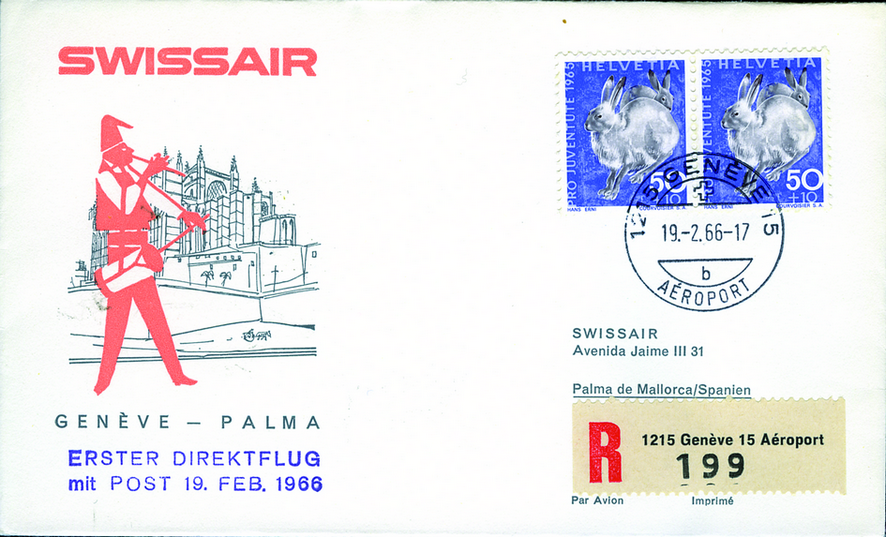 SWISSAIR
GENÈVE – PALMA
ERSTER DIREKTFLUG
mit POST 19. FEB. 1966
HELVETIA
PRO JUVENTUTE 1965
50
+10
HANS ERNI
COURVOISIER S.A.
HELVETIA
JUVENTUTE 1965
50
+10
HANS ERNI
COURVOISIER S.A.
1215 GENÈVE 15
19.-2.66-17
b
AÉROPORT
SWISSAIR
Avenida Jaime III 31
Palma de Mallorca/Spanien
R
1215 Genève 15 Aéroport
199
Par Avion
Imprimé